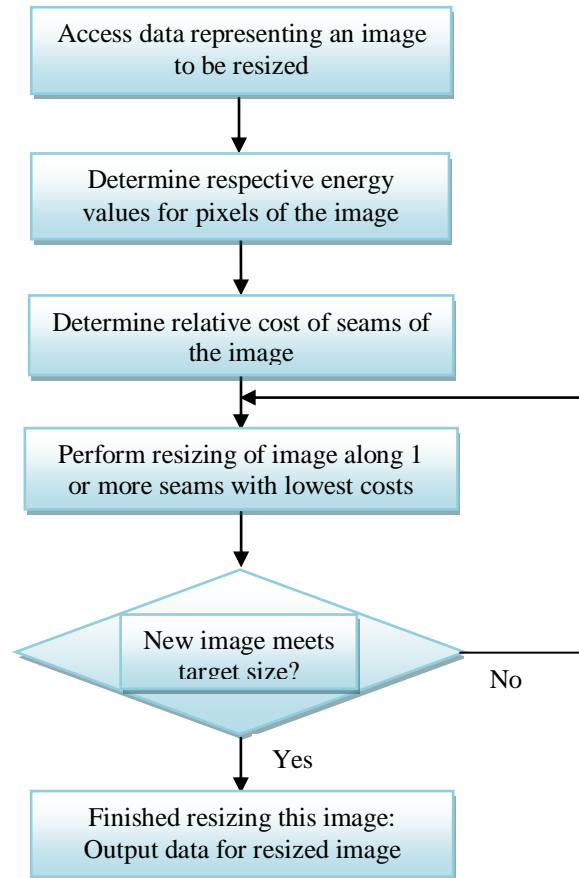 Access data representing an image
to be resized
Determine respective energy
values for pixels of the image
Determine relative cost of seams of
the image
Perform resizing of image along 1
or more seams with lowest costs
New image meets
target size?
No
Yes
Finished resizing this image:
Output data for resized image